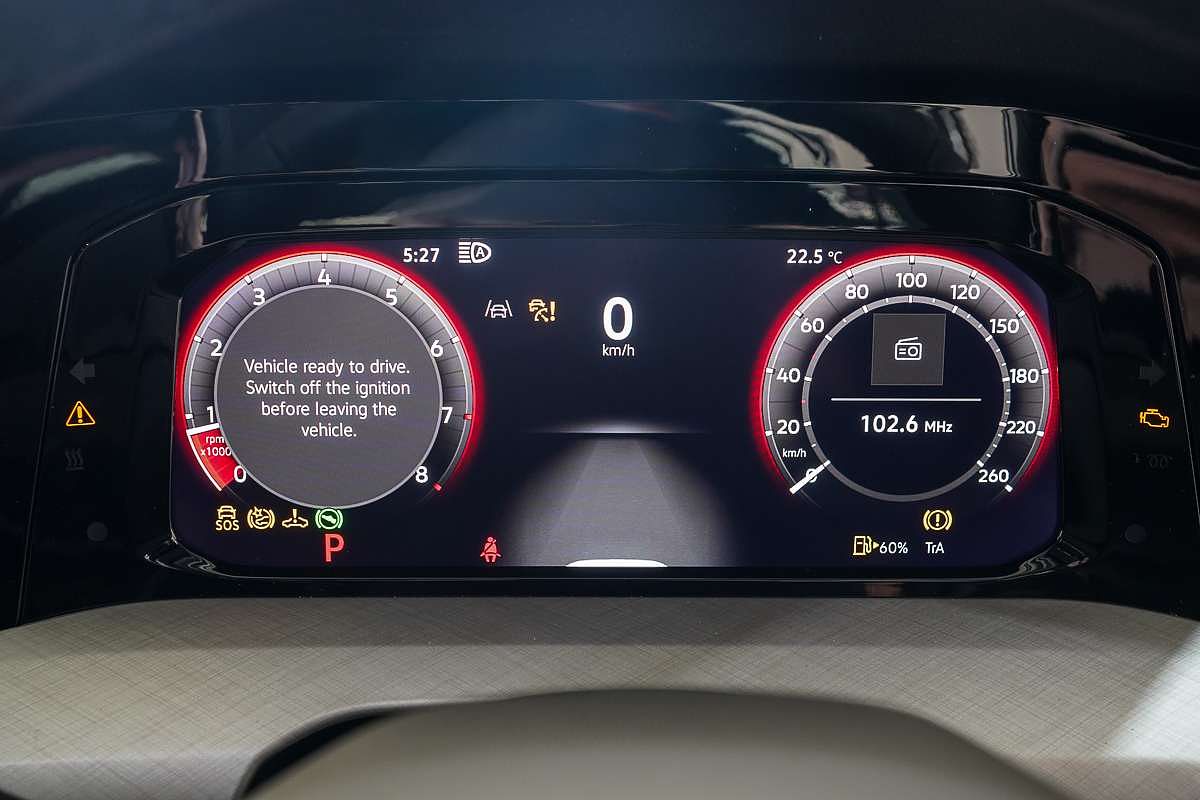 5:27
A
22.5 °C
0
km/h
0
1
2
3
4
5
6
7
8
rpm
x1000
Vehicle ready to drive.
Switch off the ignition
before leaving the
vehicle.
0
20
40
60
80
100
120
150
180
220
260
km/h
102.6 MHz
SOS
P
60%
TrA